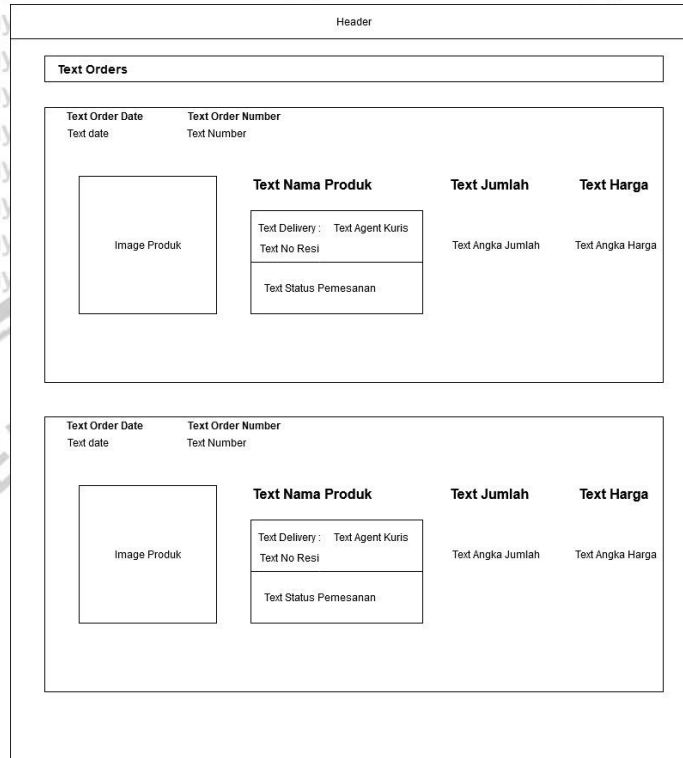 Header
Text Orders
Text Order Date Text Order Number
Text date Text Number
Text Nama Produk Text Jumlah Text Harga
Text Delivery : Text Agent Kuris
Image Produk Text Angka Jumlah Text Angka Harga
Text No Resi
Text Status Pemesanan
Text Order Date Text Order Number
Text date Text Number
Text Nama Produk Text Jumlah Text Harga
Text Delivery : Text Agent Kuris
Image Produk Text Angka Jumlah Text Angka Harga
Text No Resi
Text Status Pemesanan